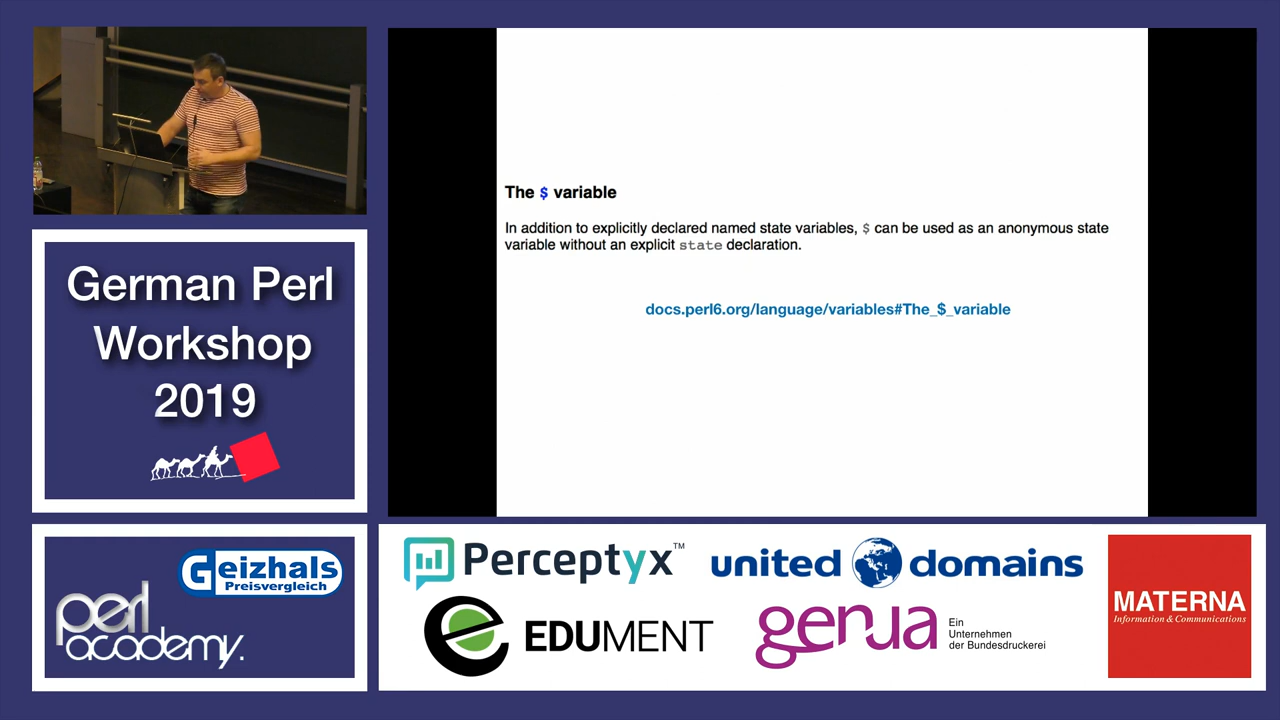 The $ variable
In addition to explicitly declared named state variables, $ can be used as an anonymous state
variable without an explicit state declaration.
docs.perl6.org/language/variables#The_$_variable
German Perl
Workshop
2019
Geizhals
Preisvergleich
perl
academy.
Perceptyx™
united domains
EDUMENT
genua
Ein
Unternehmen
der Bundesdruckerei
MATERNA
Information & Communications